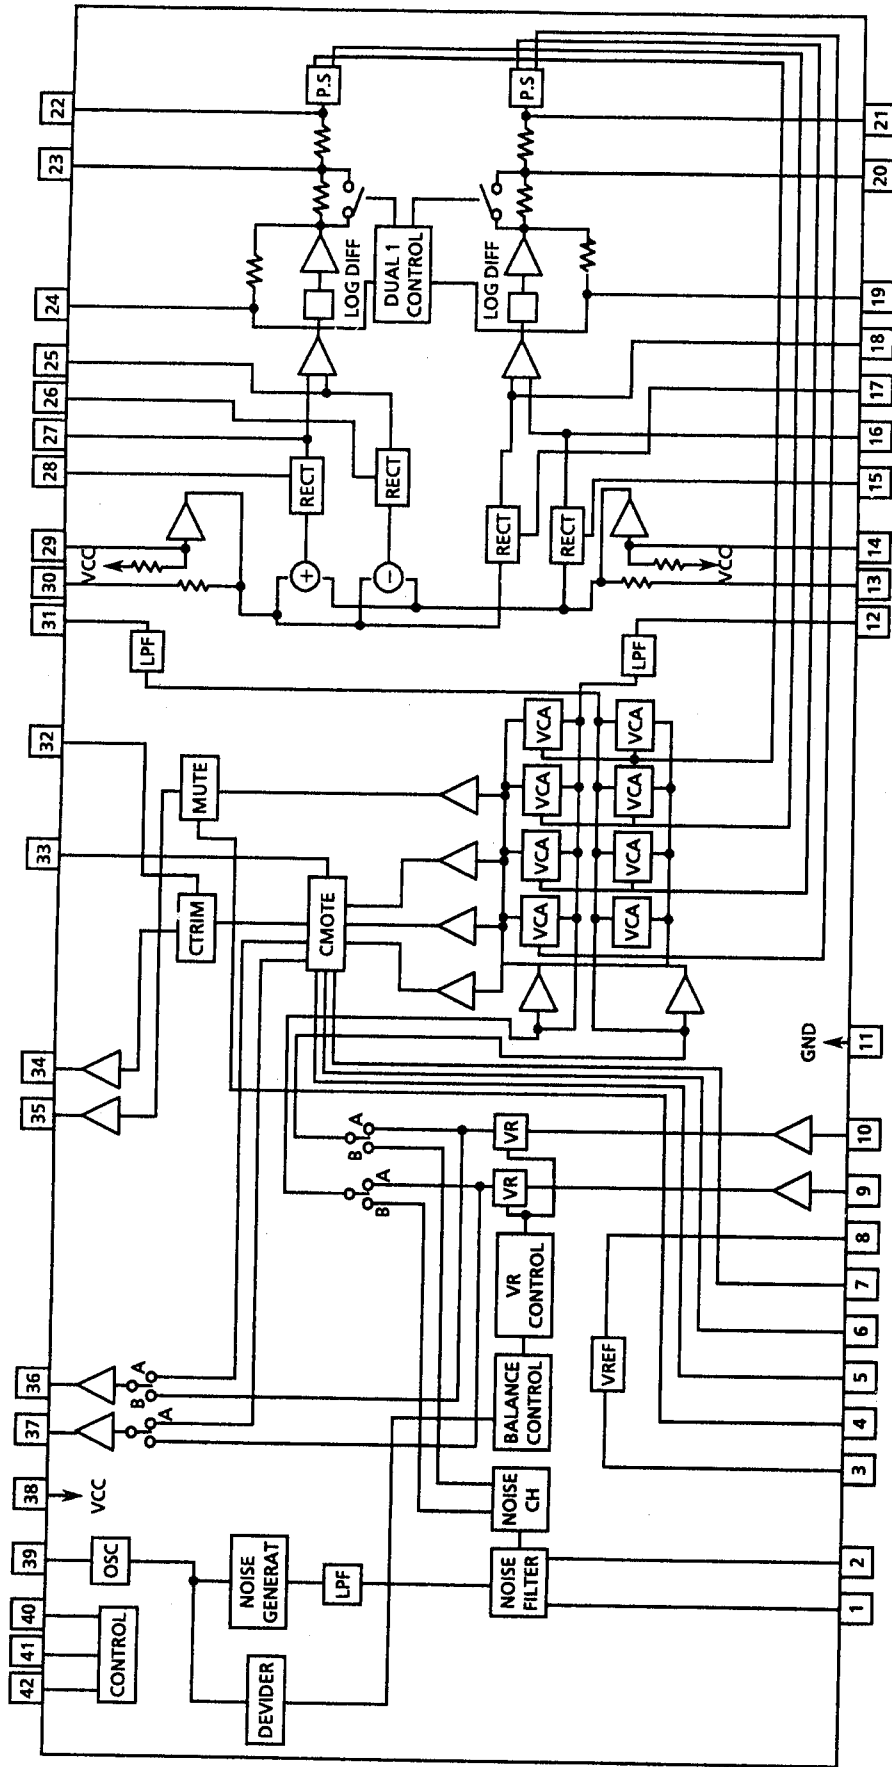 42
41
40
39
38
37
36
35
34
33
32
31
30
29
28
27
26
25
24
23
22
CONTROL
OSC
VCC
A
B
A
MUTE
CTRIM
CMOTE
LPF
VCC
RECT
RECT
+
−
LOG DIFF
P.S
DUAL 1
CONTROL
LOG DIFF
P.S
DEVIDER
NOISE
GENERAT
LPF
NOISE
FILTER
NOISE
CH
BALANCE
CONTROL
VR
CONTROL
A
B
A
B
VR
VR
VREF
VCA
VCA
VCA
VCA
VCA
VCA
VCA
VCA
LPF
RECT
RECT
VCC
GND
1
2
3
4
5
6
7
8
9
10
11
12
13
14
15
16
17
18
19
20
21